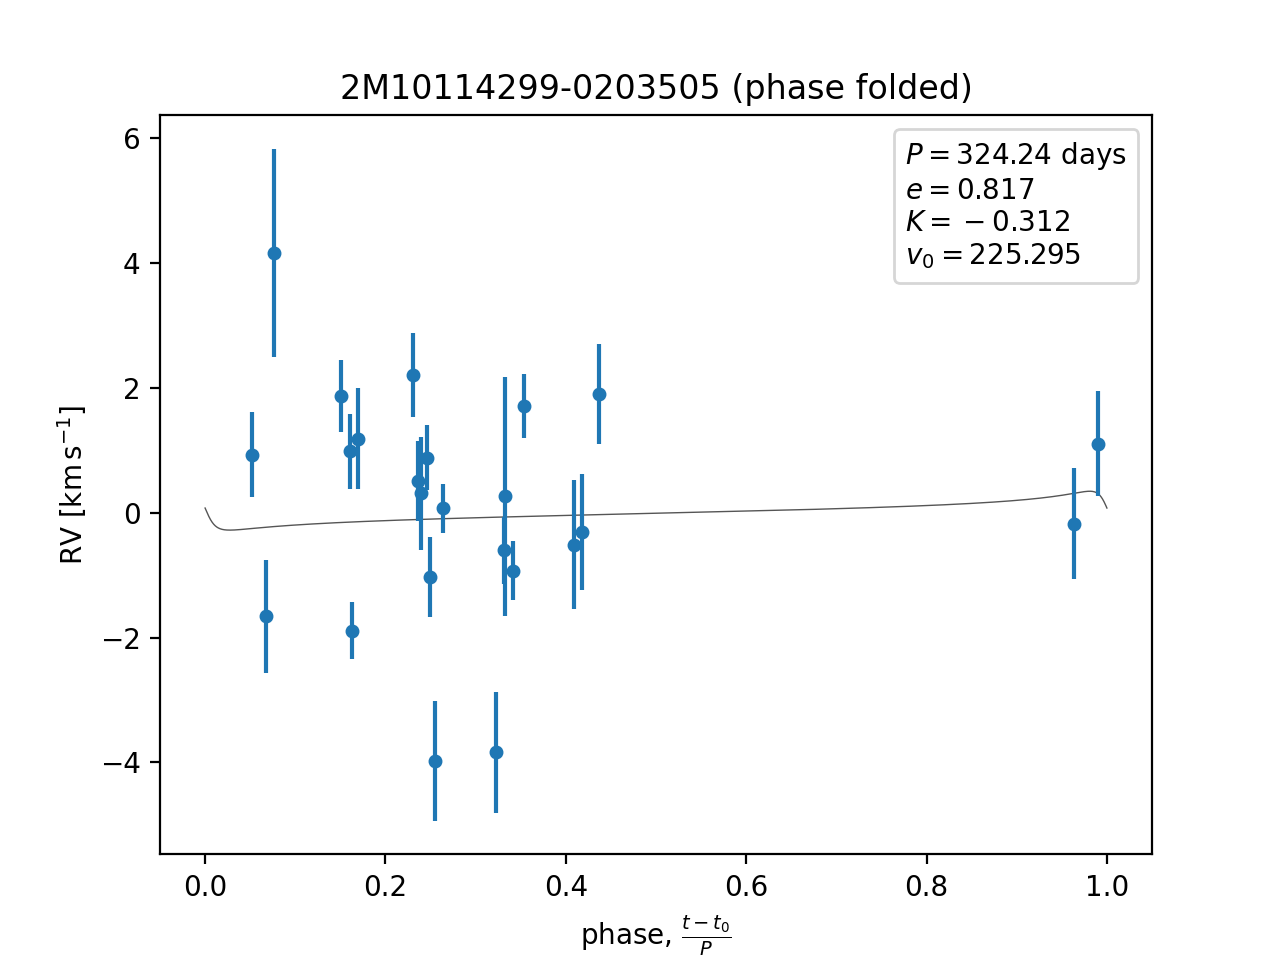 2M10114299-0203505 (phase folded)
P = 324.24 days
e = 0.817
K = −0.312
v₀ = 225.295
RV [km s⁻¹]
6
4
2
0
−2
−4
0.0 0.2 0.4 0.6 0.8 1.0
phase, (t − t₀)/P